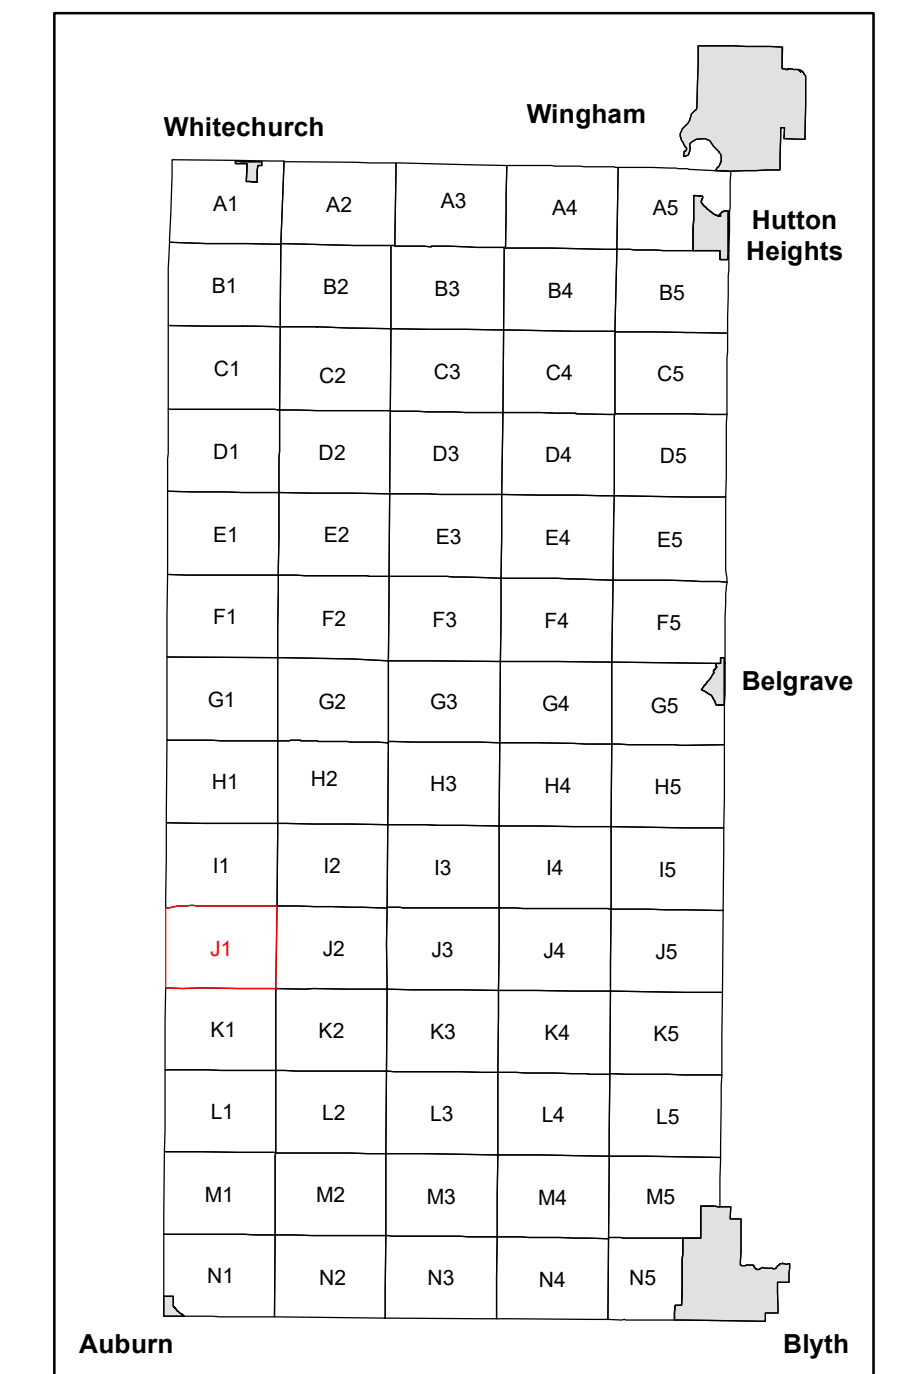 Wingham
Whitechurch
A1 A2 A3 A4 A5
Hutton
Heights
B1 B2 B3 B4 B5
C1 C2 C3 C4 C5
D1 D2 D3 D4 D5
E1 E2 E3 E4 E5
F1 F2 F3 F4 F5
Belgrave
G1 G2 G3 G4 G5
H1 H2 H3 H4 H5
I1 I2 I3 I4 I5
J1 J2 J3 J4 J5
K1 K2 K3 K4 K5
L1 L2 L3 L4 L5
M1 M2 M3 M4 M5
N1 N2 N3 N4 N5
Auburn
Blyth